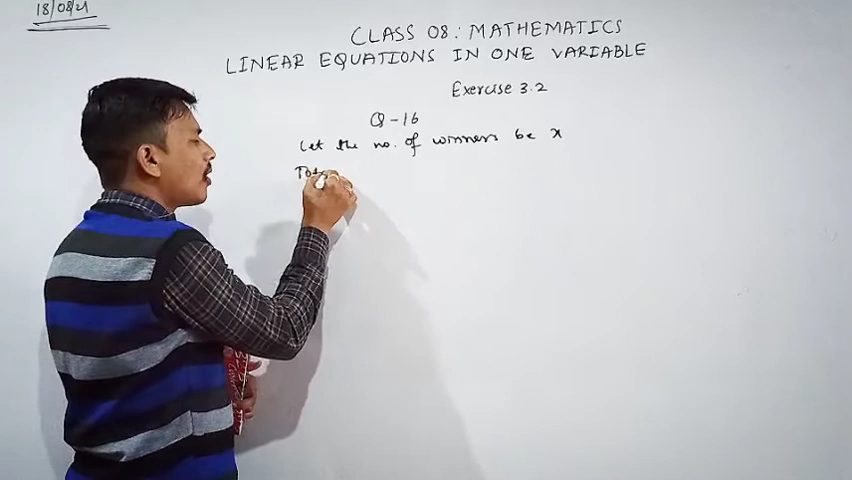 18/08/21
CLASS 08: MATHEMATICS
LINEAR EQUATIONS IN ONE VARIABLE
Exercise 3.2
Q-16
Let the no. of winners be x
Tot